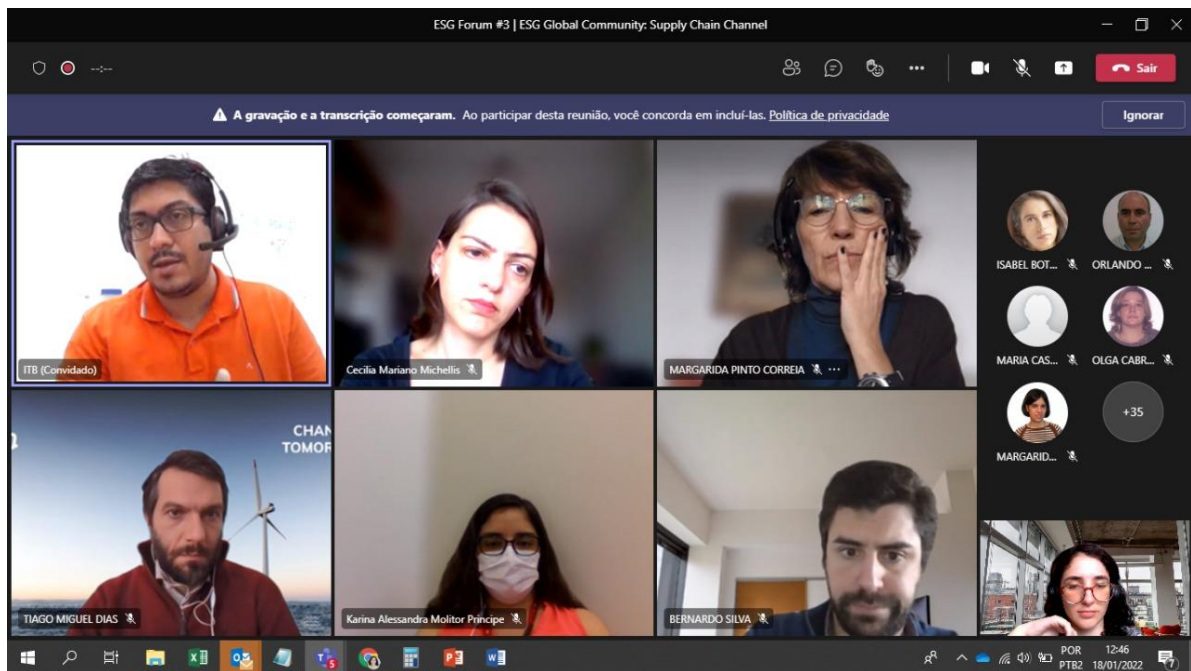 ESG Forum #3 | ESG Global Community: Supply Chain Channel
--:--
Sair
A gravação e a transcrição começaram. Ao participar desta reunião, você concorda em incluí-las. Política de privacidade
Ignorar
ITB (Convidado)
Cecilia Mariano Michellis
MARGARIDA PINTO CORREIA ...
ISABEL BOT...
ORLANDO ...
MARIA CAS...
OLGA CABR...
MARGARID...
+35
CHAN
TOMOR
TIAGO MIGUEL DIAS
Karina Alessandra Molitor Principe
BERNARDO SILVA
POR
PTB2
12:46
18/01/2022
7